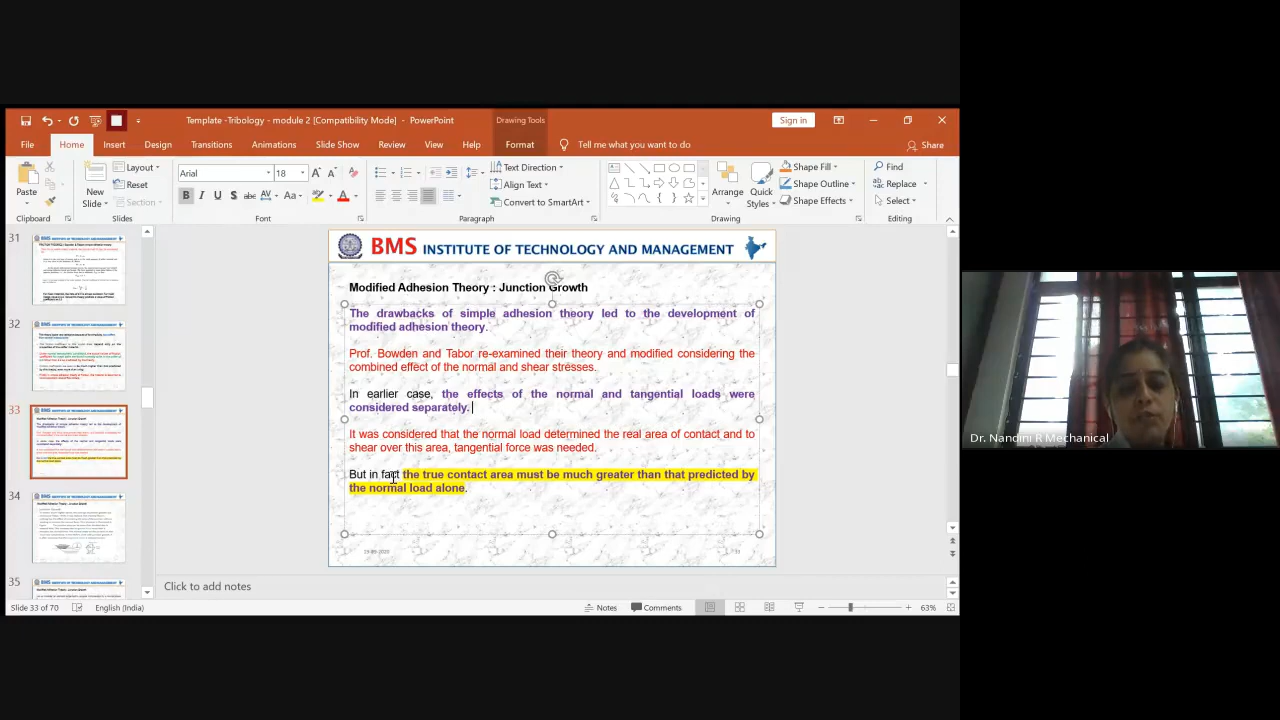 Template -Tribology - module 2 [Compatibility Mode] - PowerPoint
Drawing Tools
Sign in
File Home Insert Design Transitions Animations Slide Show Review View Help Format Tell me what you want to do Share
Paste
Clipboard
New Slide
Layout
Reset
Section
Slides
Arial 18
B I U S abc AV Aa A
Font
Text Direction
Align Text
Convert to SmartArt
Paragraph
Arrange
Quick Styles
Shape Fill
Shape Outline
Shape Effects
Drawing
Find
Replace
Select
Editing
31
32
33
34
35
BMS INSTITUTE OF TECHNOLOGY AND MANAGEMENT
Modified Adhesion Theory : Junction Growth
The drawbacks of simple adhesion theory led to the development of
modified adhesion theory.
Prof. Bowden and Tabor re-examined their theory and modified considering the
combined effect of the normal and shear stresses.
In earlier case, the effects of the normal and tangential loads were
considered separately.
It was considered that the normal load determined the real area of contact and to
shear over this area, tangential force was needed.
But in fact the true contact area must be much greater than that predicted by
the normal load alone.
33
Click to add notes
Slide 33 of 70 English (India) Notes Comments 63%
Dr. Nandini R Mechanical